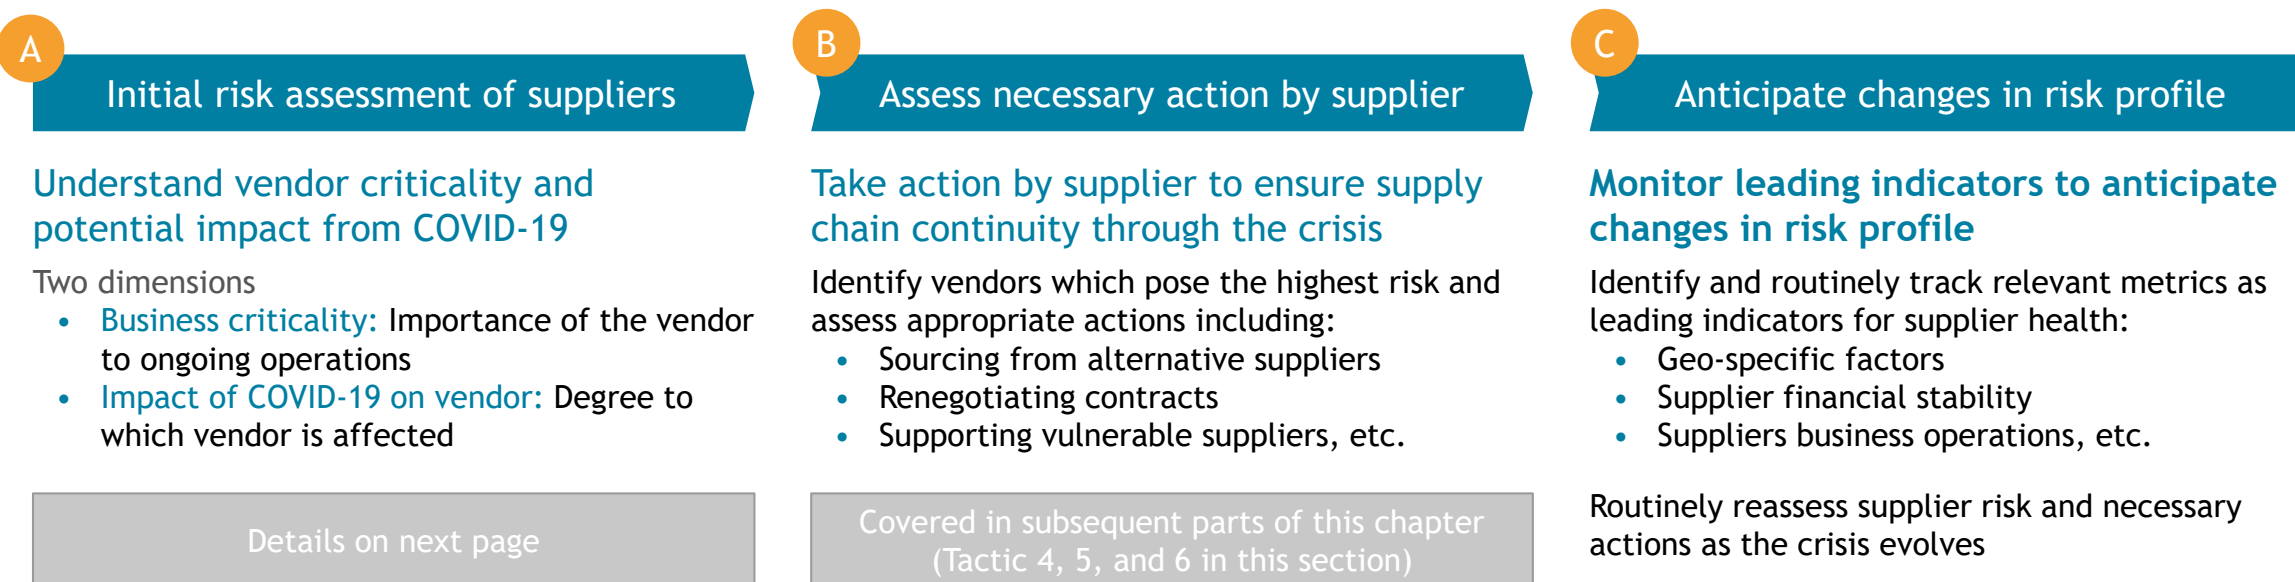 A
Initial risk assessment of suppliers
Understand vendor criticality and
potential impact from COVID-19
Two dimensions
• Business criticality: Importance of the vendor
to ongoing operations
• Impact of COVID-19 on vendor: Degree to
which vendor is affected
Details on next page
B
Assess necessary action by supplier
Take action by supplier to ensure supply
chain continuity through the crisis
Identify vendors which pose the highest risk and
assess appropriate actions including:
• Sourcing from alternative suppliers
• Renegotiating contracts
• Supporting vulnerable suppliers, etc.
Covered in subsequent parts of this chapter
(Tactic 4, 5, and 6 in this section)
C
Anticipate changes in risk profile
Monitor leading indicators to anticipate
changes in risk profile
Identify and routinely track relevant metrics as
leading indicators for supplier health:
• Geo-specific factors
• Supplier financial stability
• Suppliers business operations, etc.
Routinely reassess supplier risk and necessary
actions as the crisis evolves